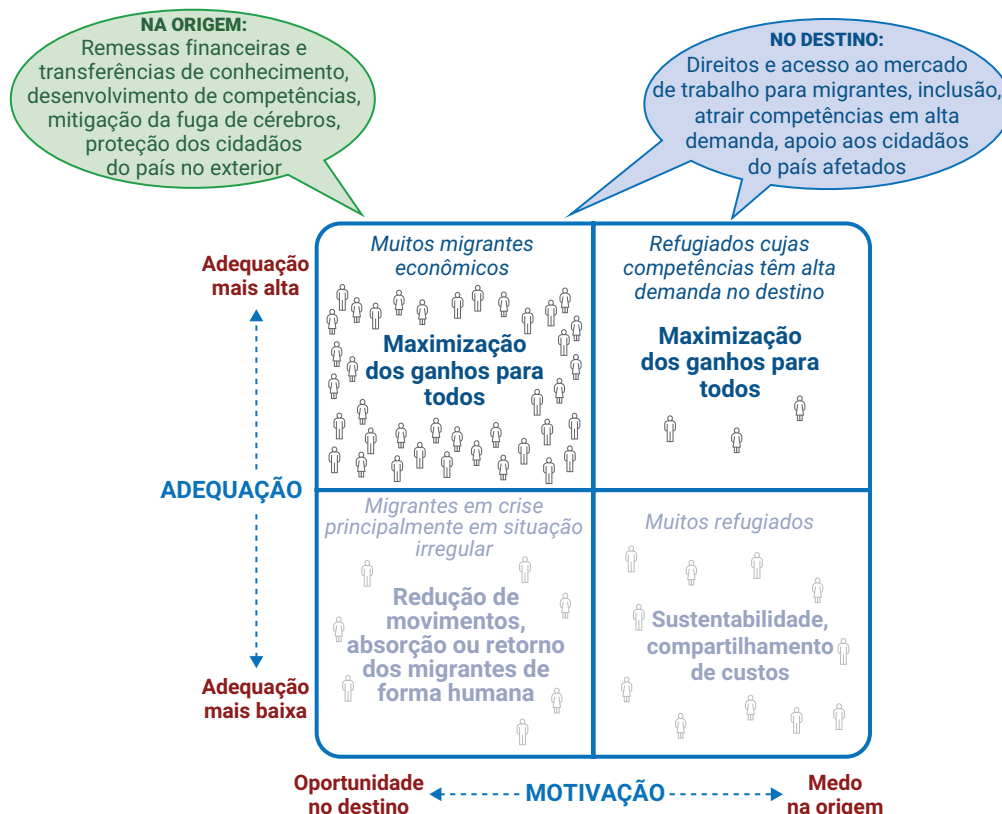 NA ORIGEM:
Remessas financeiras e
transferências de conhecimento,
desenvolvimento de competências,
mitigação da fuga de cérebros,
proteção dos cidadãos
do país no exterior
NO DESTINO:
Direitos e acesso ao mercado
de trabalho para migrantes, inclusão,
atrair competências em alta
demanda, apoio aos cidadãos
do país afetados
Adequação
mais alta
ADEQUAÇÃO
Adequação
mais baixa
Muitos migrantes
econômicos
Maximização
dos ganhos para
todos
Refugiados cujas
competências têm alta
demanda no destino
Maximização
dos ganhos para
todos
Migrantes em crise
principalmente em situação
irregular
Redução de
movimentos,
absorção ou retorno
dos migrantes de
forma humana
Muitos refugiados
Sustentabilidade,
compartilhamento
de custos
Oportunidade
no destino
MOTIVAÇÃO
Medo
na origem